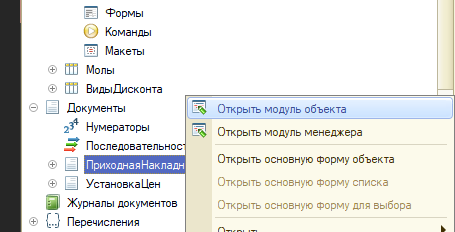 Формы
Команды
Макеты
Молы
ВидыДисконта
Документы
Открыть модуль объекта
Нумераторы
Открыть модуль менеджера
Последовательност
Открыть основную форму объекта
ПриходнаяНакладн
Открыть основную форму списка
УстановкаЦен
Открыть основную форму для выбора
Журналы документов
Перечисления
Открыть